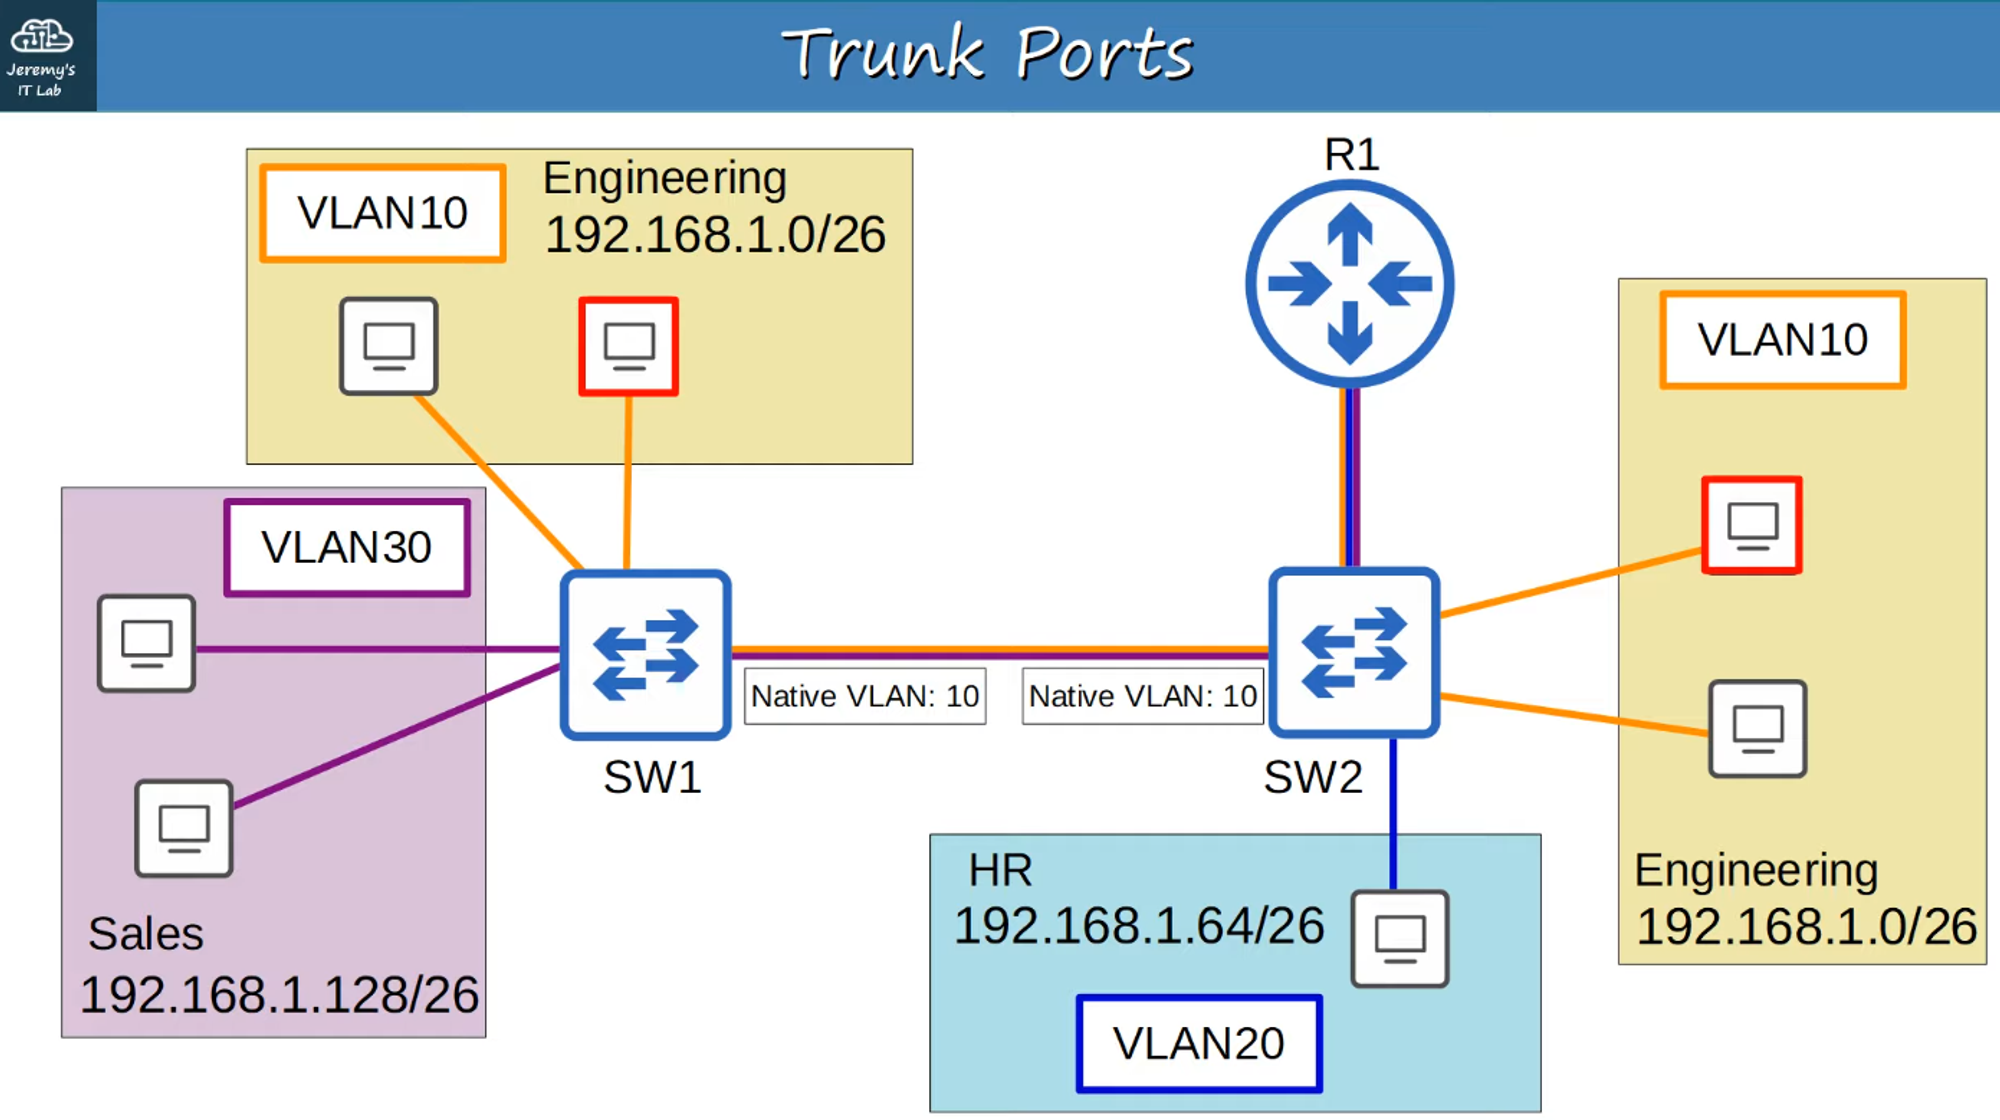 Jeremy's
IT Lab
Trunk Ports
VLAN10
Engineering
192.168.1.0/26
R1
VLAN10
VLAN30
Native VLAN: 10
Native VLAN: 10
SW1
SW2
Sales
192.168.1.128/26
HR
192.168.1.64/26
VLAN20
Engineering
192.168.1.0/26